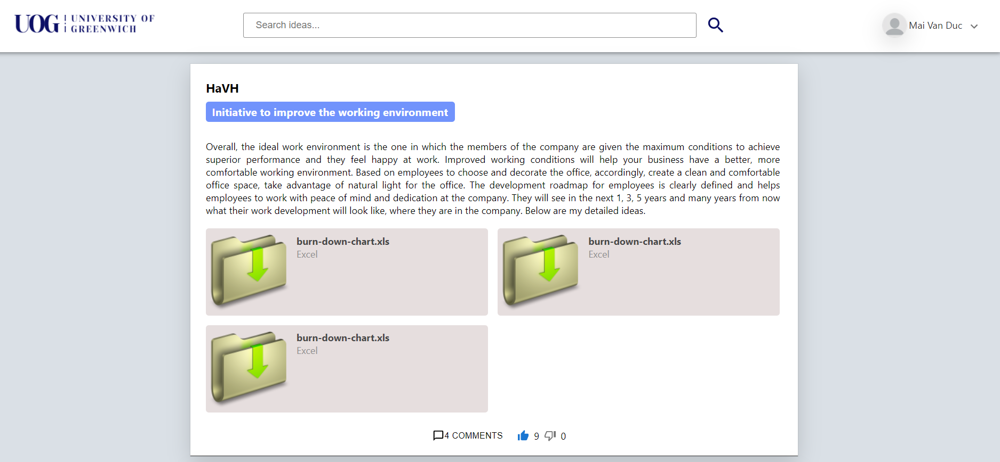 UOG UNIVERSITY OF
GREENWICH
Search ideas...
Mai Van Duc
HaVH
Initiative to improve the working environment
Overall, the ideal work environment is the one in which the members of the company are given the maximum conditions to achieve
superior performance and they feel happy at work. Improved working conditions will help your business have a better, more
comfortable working environment. Based on employees to choose and decorate the office, accordingly, create a clean and comfortable
office space, take advantage of natural light for the office. The development roadmap for employees is clearly defined and helps
employees to work with peace of mind and dedication at the company. They will see in the next 1, 3, 5 years and many years from now
what their work development will look like, where they are in the company. Below are my detailed ideas.
burn-down-chart.xls
Excel
burn-down-chart.xls
Excel
burn-down-chart.xls
Excel
4 COMMENTS 9 0